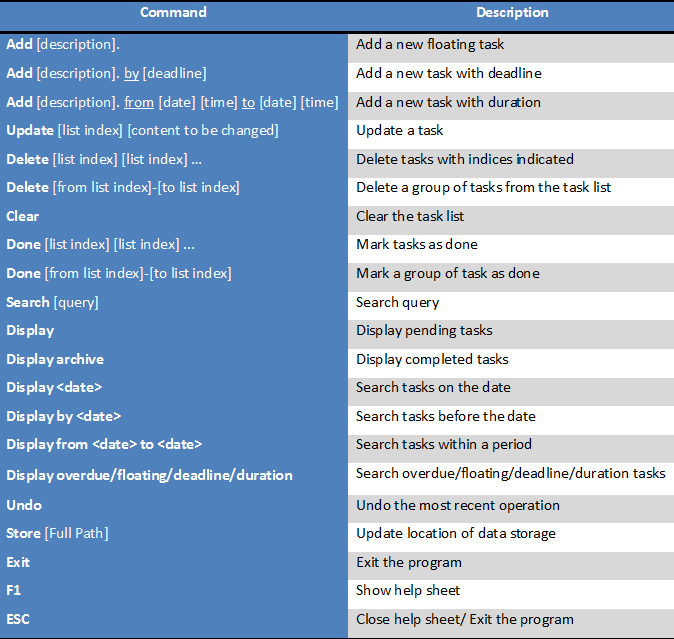 Command Description
Add [description]. Add a new floating task
Add [description]. by [deadline] Add a new task with deadline
Add [description]. from [date] [time] to [date] [time] Add a new task with duration
Update [list index] [content to be changed] Update a task
Delete [list index] [list index] ... Delete tasks with indices indicated
Delete [from list index]-[to list index] Delete a group of tasks from the task list
Clear Clear the task list
Done [list index] [list index] ... Mark tasks as done
Done [from list index]-[to list index] Mark a group of task as done
Search [query] Search query
Display Display pending tasks
Display archive Display completed tasks
Display <date> Search tasks on the date
Display by <date> Search tasks before the date
Display from <date> to <date> Search tasks within a period
Display overdue/floating/deadline/duration Search overdue/floating/deadline/duration tasks
Undo Undo the most recent operation
Store [Full Path] Update location of data storage
Exit Exit the program
F1 Show help sheet
ESC Close help sheet/ Exit the program